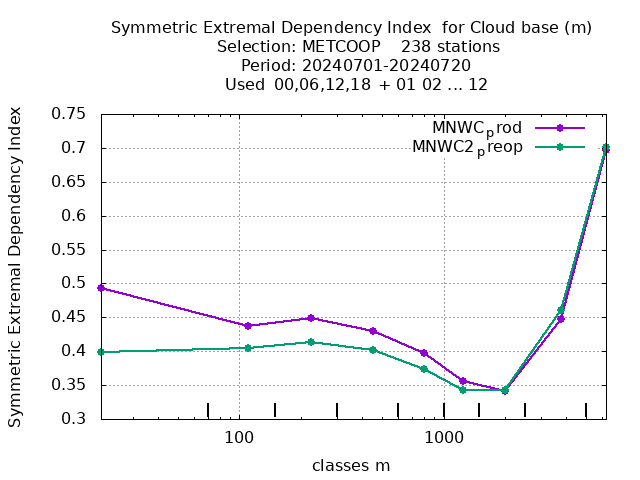 Symmetric Extremal Dependency Index  for Cloud base (m)
Selection: METCOOP    238 stations
Period: 20240701-20240720
Used  00,06,12,18 + 01 02 ... 12
Symmetric Extremal Dependency Index
0.75
0.7
0.65
0.6
0.55
0.5
0.45
0.4
0.35
0.3
MNWCprod
MNWC2preop
100
1000
classes m